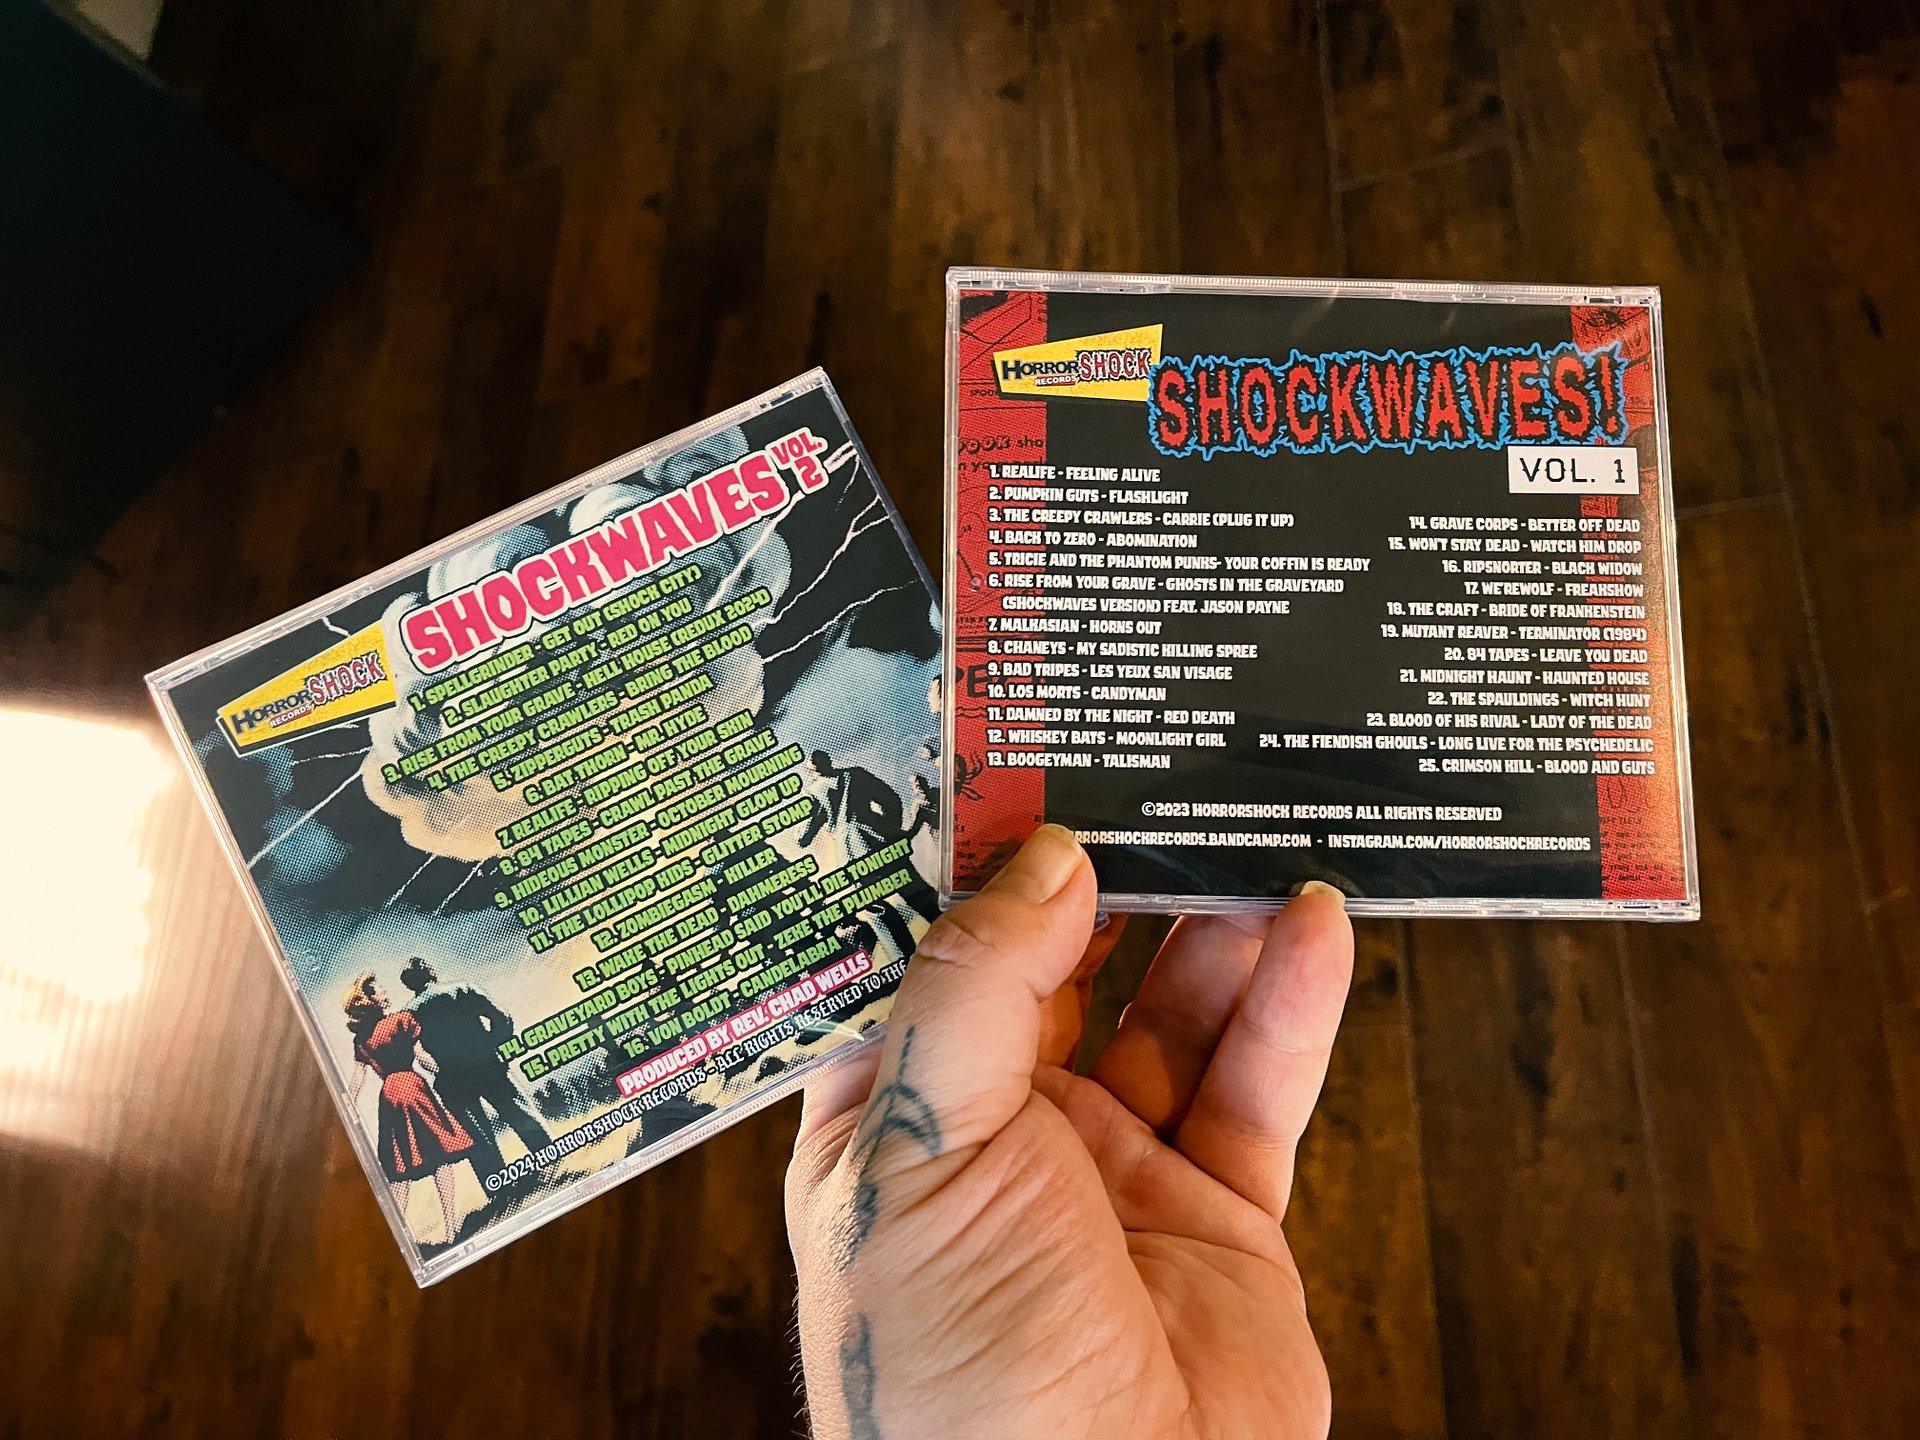 HORRORSHOCK
RECORDS
SHOCKWAVES VOL. 2
1. SPELLGRINDER - GET OUT (SHOCK CITY)
2. SLAUGHTER PARTY - RED ON YOU
3. RISE FROM YOUR GRAVE - HELL HOUSE (REDUX 2024)
4. THE CREEPY CRAWLERS - BRING THE BLOOD
5. ZIPPERGUTS - TRASH PANDA
6. BAT THORN - MR. HYDE
7. REALIFE - RIPPING OFF YOUR SKIN
8. 84 TAPES - CRAWL PAST THE GRAVE
9. HIDEOUS MONSTER - OCTOBER MOURNING
10. LILIAN WELLS - MIDNIGHT GLOW UP
11. THE LOLLIPOP KIDS - GLITTER STOMP
12. ZOMBIEGASM - KILLER
13. WAKE THE DEAD - DAHMERESS
14. GRAVEYARD BOYS - PINHEAD SAID YOU'LL DIE TONIGHT
15. PRETTY WITH THE LIGHTS OUT - ZEKE THE PLUMBER
16. VON BOLDT - CANDELABRA
PRODUCED BY REV. CHAD WELLS
©2024 HORRORSHOCK RECORDS - ALL RIGHTS RESERVED TO THE
HORRORSHOCK
RECORDS
SHOCKWAVES!
VOL. 1
1. REALIFE - FEELING ALIVE
2. PUMPKIN GUTS - FLASHLIGHT
3. THE CREEPY CRAWLERS - CARRIE (PLUG IT UP)
4. BACK TO ZERO - ABOMINATION
5. TRICIE AND THE PHANTOM PUNKS- YOUR COFFIN IS READY
6. RISE FROM YOUR GRAVE - GHOSTS IN THE GRAVEYARD
(SHOCKWAVES VERSION) FEAT. JASON PAYNE
7. MALKASIAN - HORNS OUT
8. CHANEYS - MY SADISTIC KILLING SPREE
9. BAD TRIPES - LES YEUX SAN VISAGE
10. LOS MORTS - CANDYMAN
11. DAMNED BY THE NIGHT - RED DEATH
12. WHISKEY BATS - MOONLIGHT GIRL
13. BOOGEYMAN - TALISMAN
14. GRAVE CORPS - BETTER OFF DEAD
15. WON'T STAY DEAD - WATCH HIM DROP
16. RIPSNORTER - BLACK WIDOW
17. WE'REWOLF - FREAKSHOW
18. THE CRAFT - BRIDE OF FRANKENSTEIN
19. MUTANT REAVER - TERMINATOR (1984)
20. 84 TAPES - LEAVE YOU DEAD
21. MIDNIGHT HAUNT - HAUNTED HOUSE
22. THE SPAULDINGS - WITCH HUNT
23. BLOOD OF HIS RIVAL - LADY OF THE DEAD
24. THE FIENDISH GHOULS - LONG LIVE FOR THE PSYCHEDELIC
25. CRIMSON KILL - BLOOD AND GUTS
©2023 HORRORSHOCK RECORDS ALL RIGHTS RESERVED
RRORSHOCKRECORDS.BANDCAMP.COM - INSTAGRAM.COM/HORRORSHOCKRECORDS